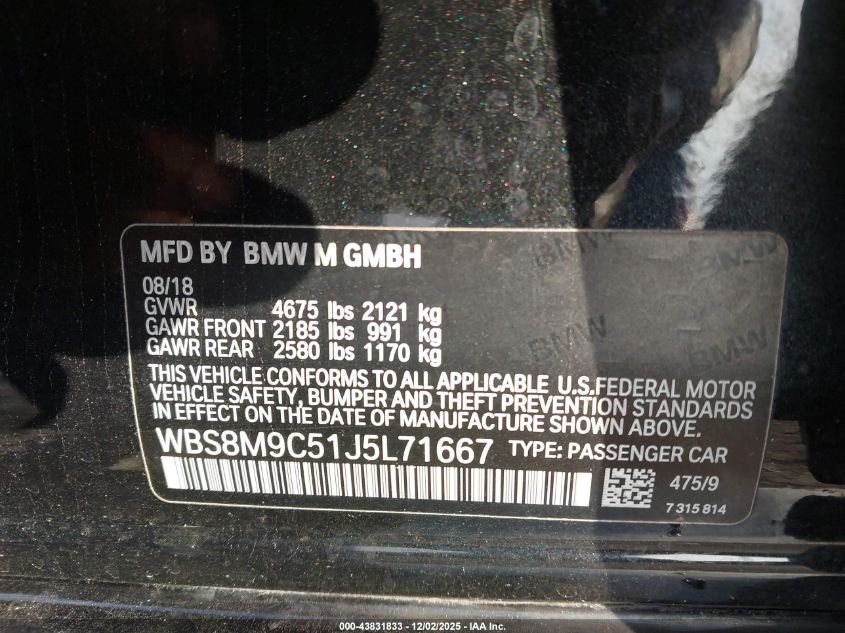 MFD BY BMW M GMBH
08/18
GVWR 4675 lbs 2121 kg
GAWR FRONT 2185 lbs 991 kg
GAWR REAR 2580 lbs 1170 kg
THIS VEHICLE CONFORMS TO ALL APPLICABLE U.S.FEDERAL MOTOR
VEHICLE SAFETY, BUMPER AND THEFT PREVENTION STANDARDS
IN EFFECT ON THE DATE OF MANUFACTURE SHOWN ABOVE.
WBS8M9C51J5L71667 TYPE: PASSENGER CAR
475/9
7 315 814
BMW
BMW
000-43831833 - 12/02/2025 - IAA Inc.